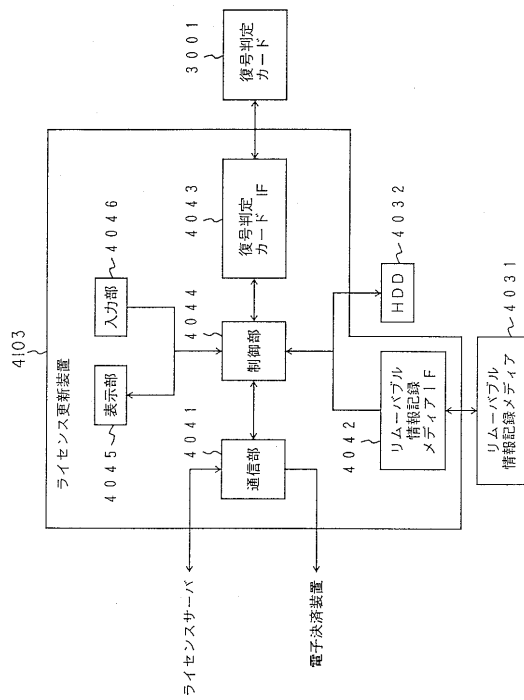 4103
ライセンス更新装置
表示部
4045
入力部
4046
ライセンスサーバ
電子決済装置
4041
通信部
4044
制御部
4043
復号判定
カード IF
3001
復号判定
カード
4042
リムーバブル
情報記録
メディアIF
HDD
4032
リムーバブル
情報記録メディア
4031